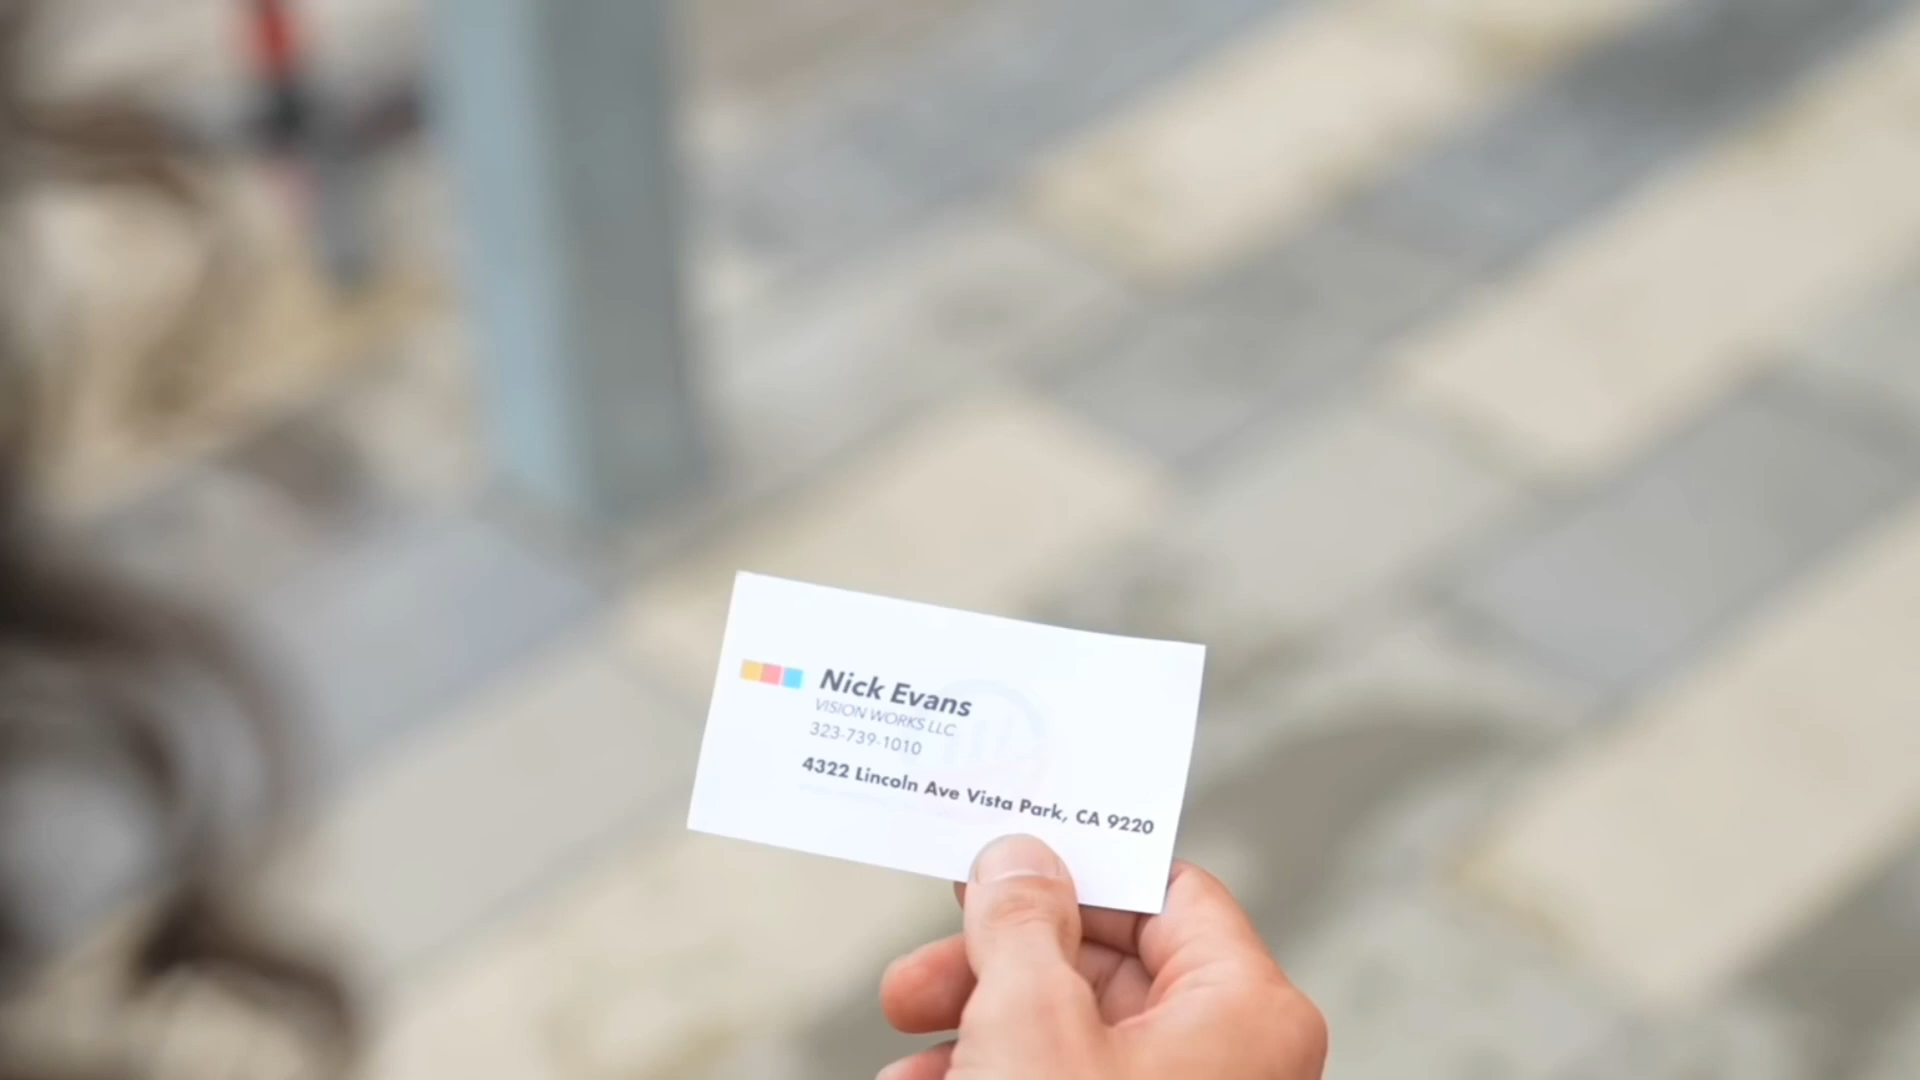 Nick Evans
VISION WORKS LLC
323-739-1010
4322 Lincoln Ave Vista Park, CA 9220